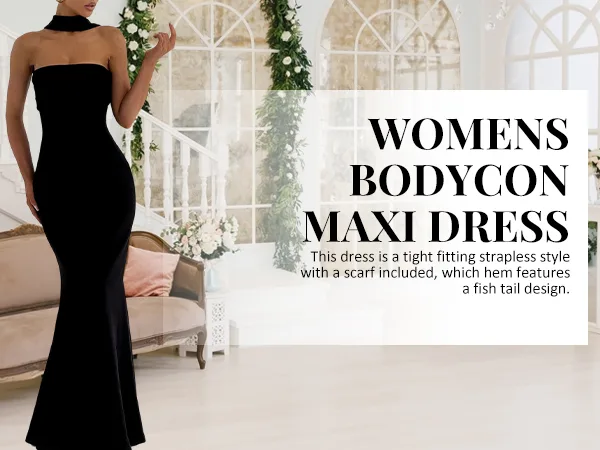 WOMENS
BODYCON
MAXI DRESS
This dress is a tight fitting strapless style
with a scarf included, which hem features
a fish tail design.